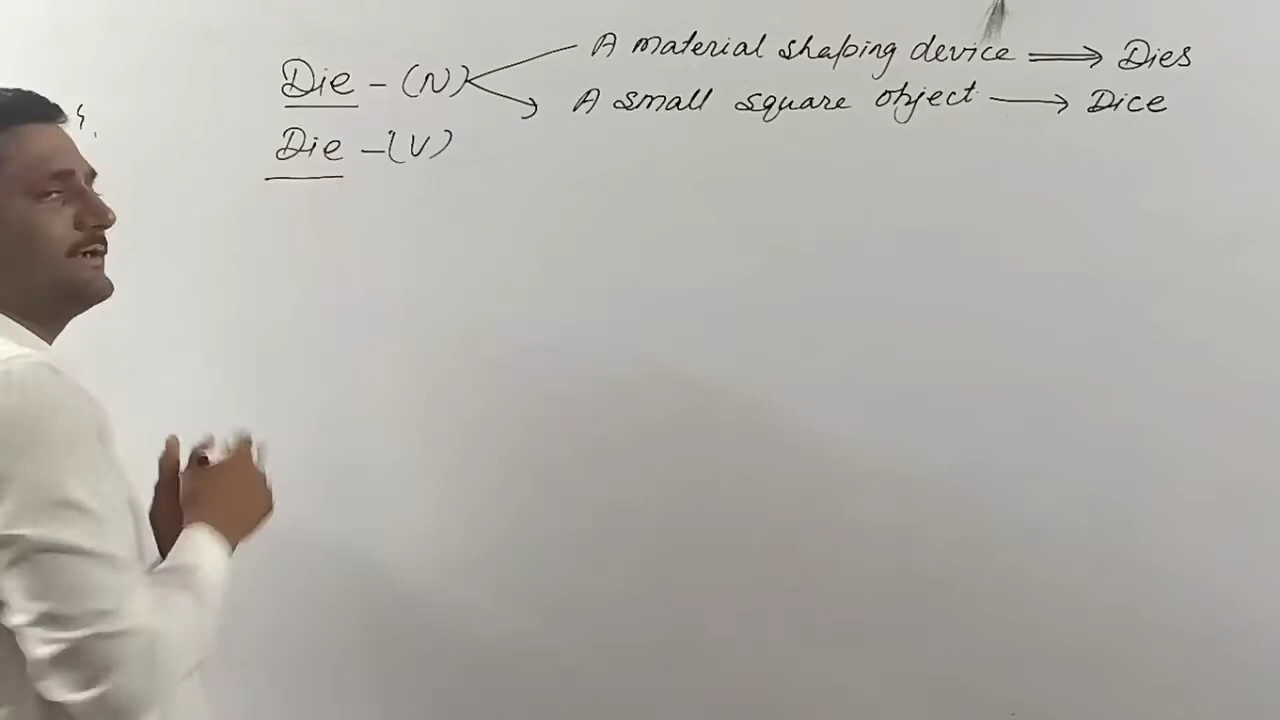 Die - (N) A material shaping device ⟹ Dies
A small square object ⟶ Dice
Die - (V)